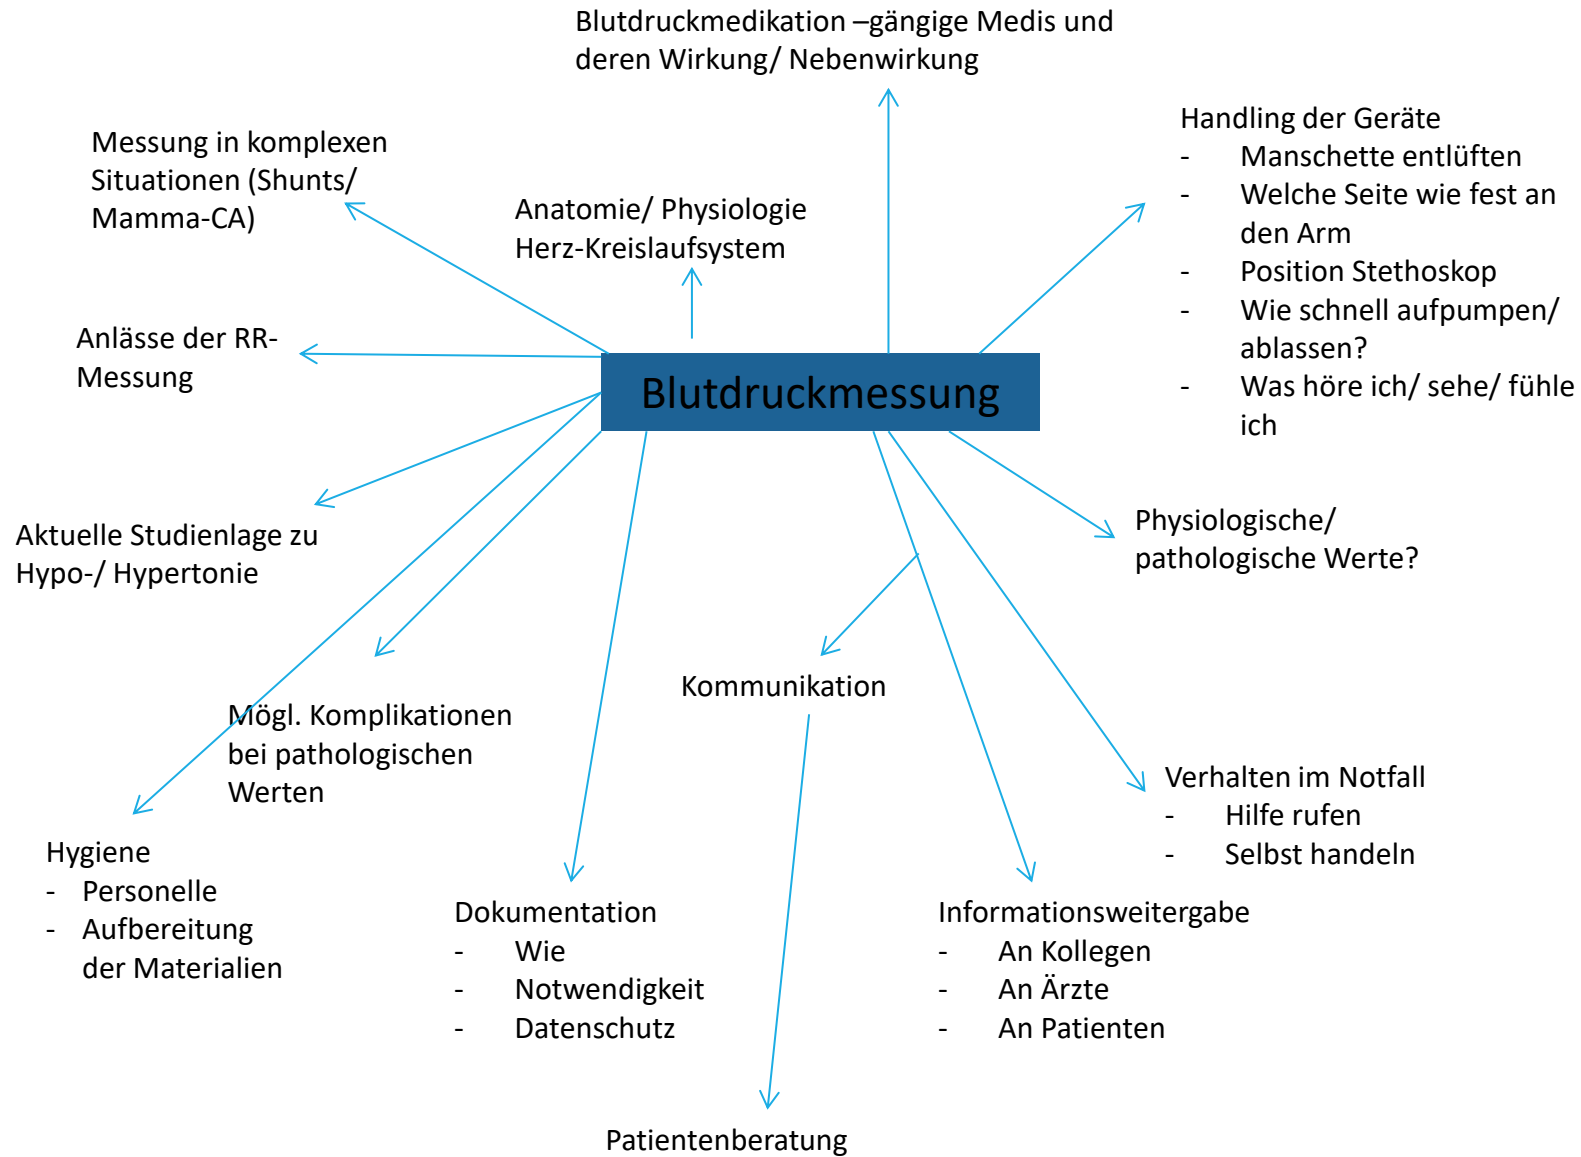 Blutdruckmedikation –gängige Medis und
deren Wirkung/ Nebenwirkung
Messung in komplexen
Situationen (Shunts/
Mamma-CA)
Anatomie/ Physiologie
Herz-Kreislaufsystem
Handling der Geräte
- Manschette entlüften
- Welche Seite wie fest an
den Arm
- Position Stethoskop
- Wie schnell aufpumpen/
ablassen?
- Was höre ich/ sehe/ fühle
ich
Anlässe der RR-
Messung
Blutdruckmessung
Aktuelle Studienlage zu
Hypo-/ Hypertonie
Physiologische/
pathologische Werte?
Mögl. Komplikationen
bei pathologischen
Werten
Kommunikation
Verhalten im Notfall
- Hilfe rufen
- Selbst handeln
Hygiene
- Personelle
- Aufbereitung
der Materialien
Dokumentation
- Wie
- Notwendigkeit
- Datenschutz
Informationsweitergabe
- An Kollegen
- An Ärzte
- An Patienten
Patientenberatung